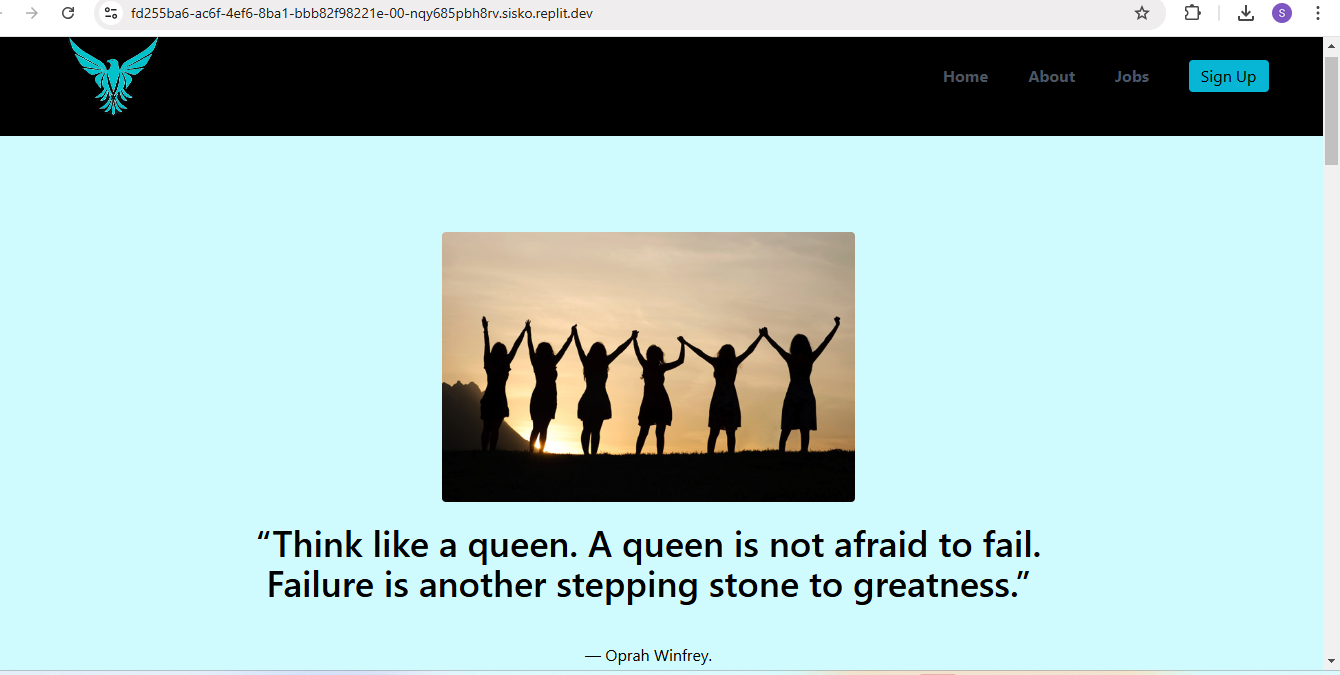 fd255ba6-ac6f-4ef6-8ba1-bbb82f98221e-00-nqy685pbh8rv.sisko.replit.dev
S
Home About Jobs Sign Up
“Think like a queen. A queen is not afraid to fail.
Failure is another stepping stone to greatness.”
— Oprah Winfrey.